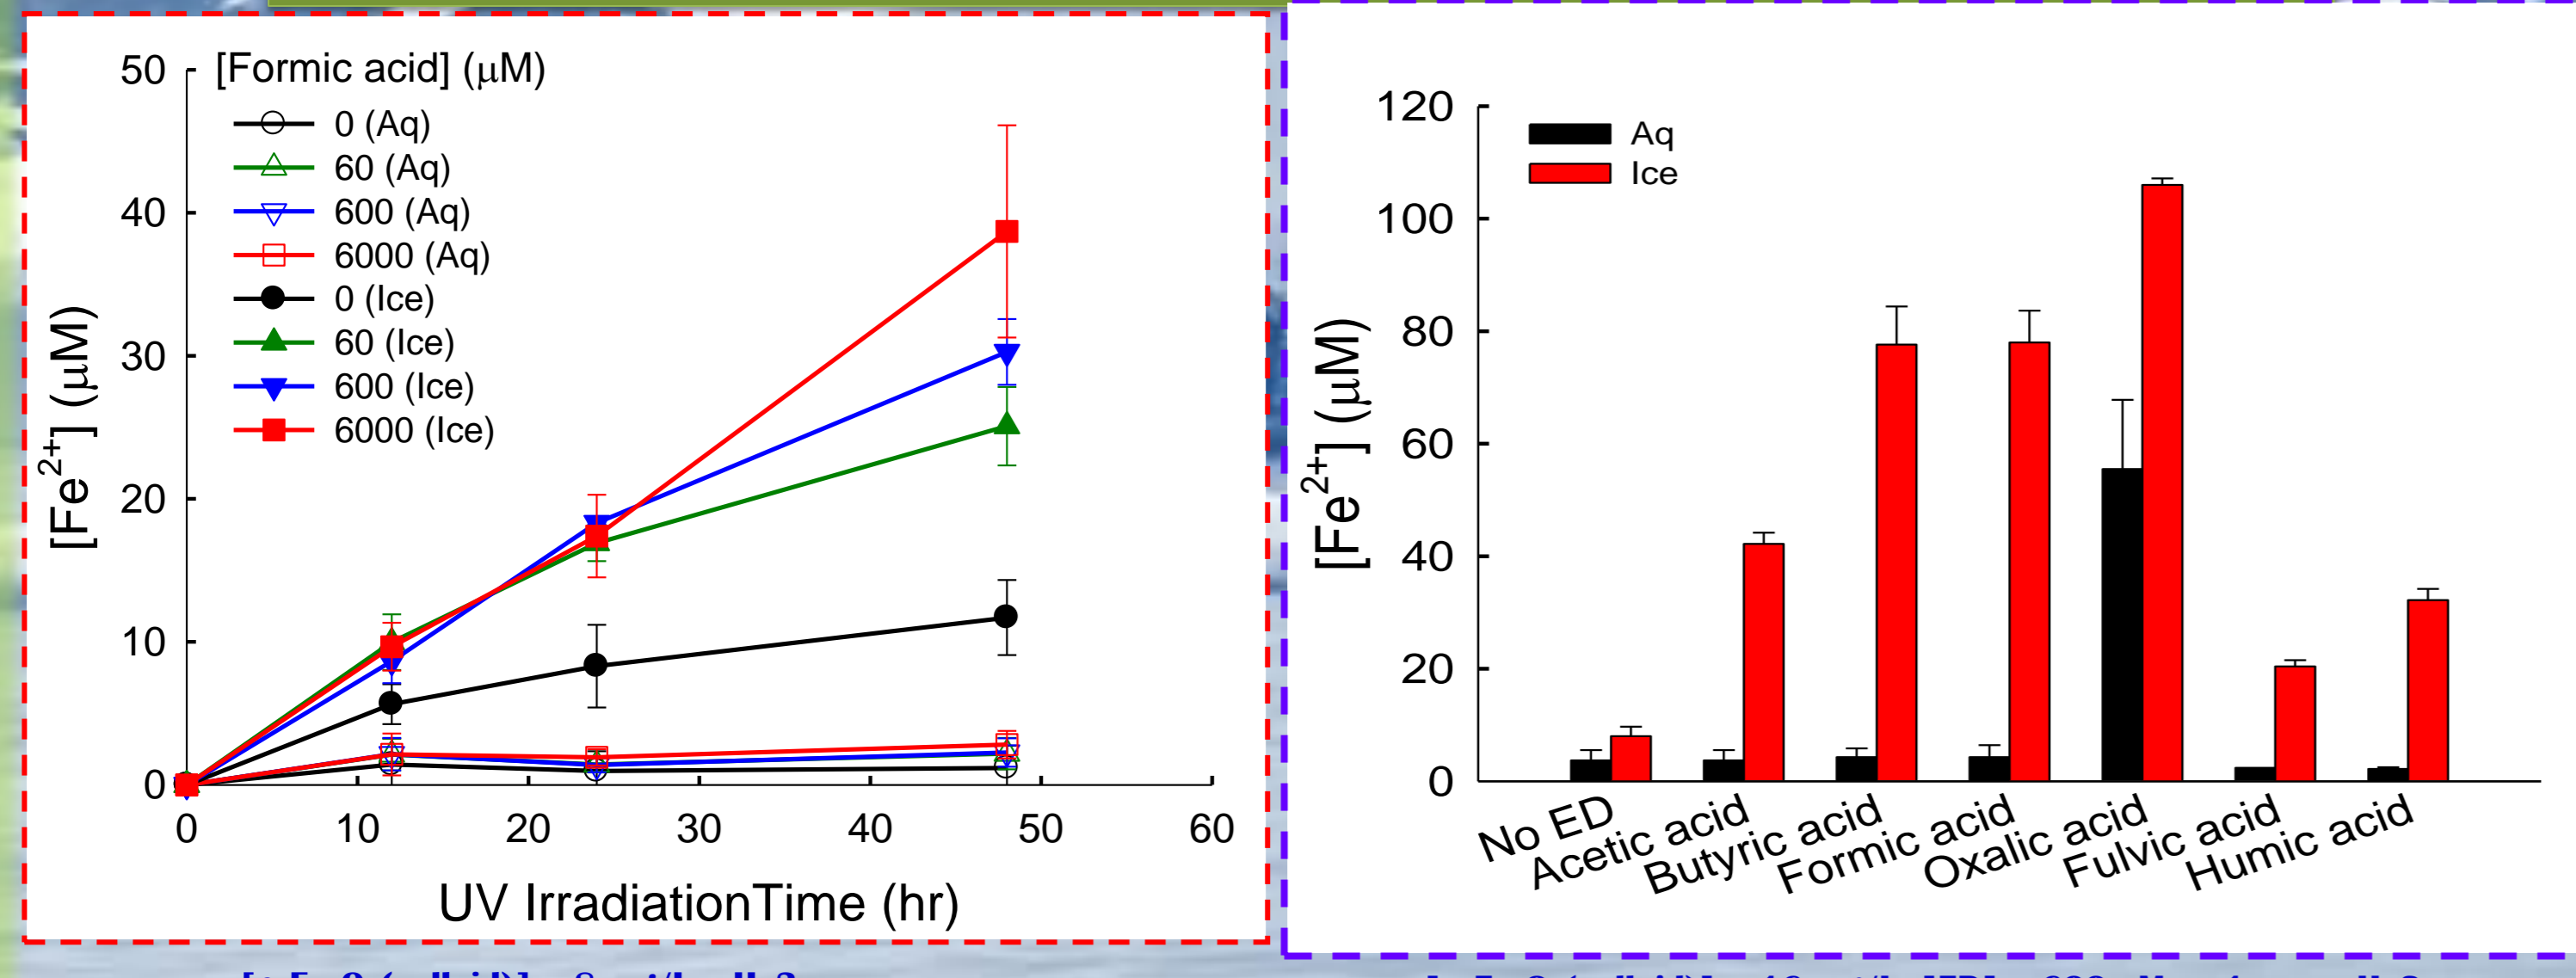 [Formic acid] (μM)
0 (Aq)
60 (Aq)
600 (Aq)
6000 (Aq)
0 (Ice)
60 (Ice)
600 (Ice)
6000 (Ice)
50
40
30
20
10
0
[Fe2+] (μM)
0 10 20 30 40 50 60
UV IrradiationTime (hr)
Aq
Ice
120
100
80
60
40
20
0
[Fe2+] (μM)
No ED
Acetic acid
Butyric acid
Formic acid
Oxalic acid
Fulvic acid
Humic acid